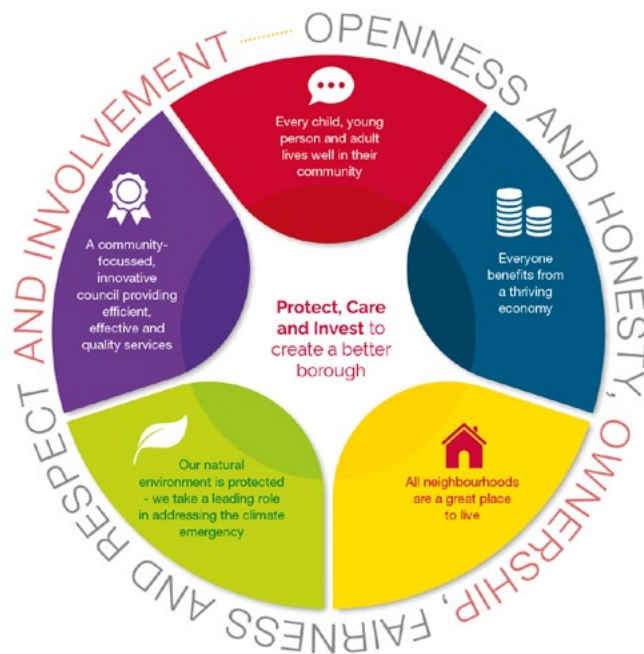 OPENNESS AND HONESTY, OWNERSHIP, FAIRNESS AND RESPECT AND INVOLVEMENT
Every child, young
person and adult
lives well in their
community
Everyone
benefits from
a thriving
economy
All neighbourhoods
are a great place
to live
Our natural
environment is protected
- we take a leading role
in addressing the climate
emergency
A community-
focussed,
innovative
council providing
efficient,
effective and
quality services
Protect, Care
and Invest to
create a better
borough